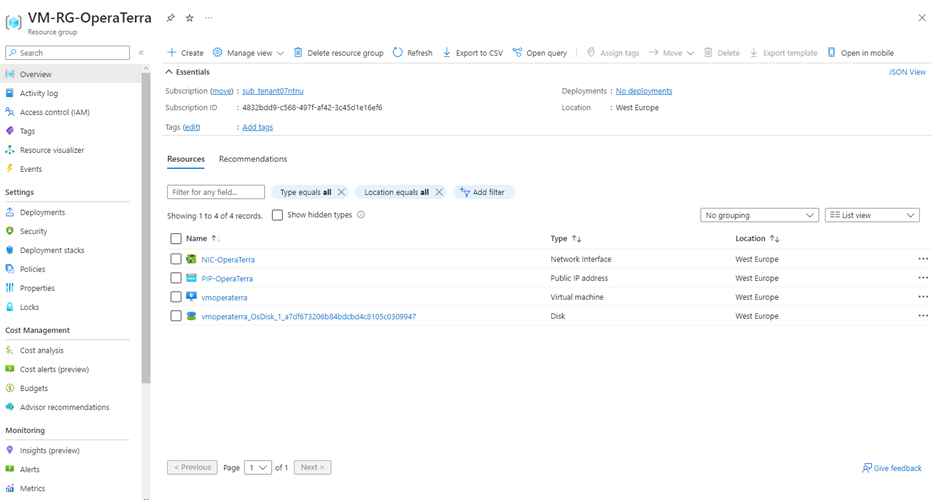 VM-RG-OperaTerra
Resource group
Search
Create Manage view Delete resource group Refresh Export to CSV Open query Assign tags Move Delete Export template Open in mobile
Overview
Activity log
Access control (IAM)
Tags
Resource visualizer
Events
Settings
Deployments
Security
Deployment stacks
Policies
Properties
Locks
Cost Management
Cost analysis
Cost alerts (preview)
Budgets
Advisor recommendations
Monitoring
Insights (preview)
Alerts
Metrics
Essentials JSON View
Subscription (move) : sub_tenant07ntnu Deployments : No deployments
Subscription ID : 4832bdd9-c568-497f-af42-3c45d1e16ef6 Location : West Europe
Tags (edit) : Add tags
Resources Recommendations
Filter for any field... Type equals all Location equals all Add filter
Showing 1 to 4 of 4 records. Show hidden types No grouping List view
Name Type Location
NIC-OperaTerra Network Interface West Europe
PIP-OperaTerra Public IP address West Europe
vmoperaterra Virtual machine West Europe
vmoperaterra_OsDisk_1_a7df673206b84bdcbd4c8105c0309947 Disk West Europe
< Previous Page 1 of 1 Next > Give feedback